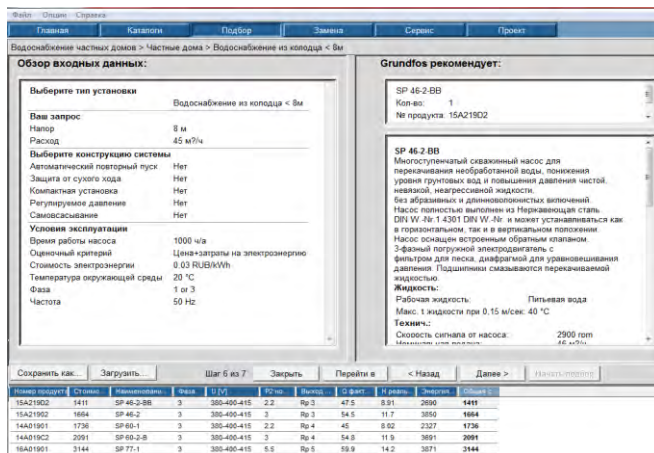 Файл Опции Справка
Главная Каталоги Подбор Замена Сервис Проект
Водоснабжение частных домов > Частные дома > Водоснабжение из колодца < 8м
Обзор входных данных:
Выберите тип установки
Водоснабжение из колодца < 8м
Ваш запрос
Напор 8 м
Расход 45 м?/ч
Выберите конструкцию системы
Автоматический повторный пуск Нет
Защита от сухого хода Нет
Компактная установка Нет
Регулируемое давление Нет
Самовсасывание Нет
Условия эксплуатации
Время работы насоса 1000 ч/a
Оценочный критерий Цена+затраты на электроэнергию
Стоимость электроэнергии 0.03 RUB/kWh
Температура окружающей среды 20 °C
Фаза 1 or 3
Частота 50 Hz
Grundfos рекомендует:
SP 46-2-BB
Кол-во: 1
№ продукта: 15A219D2
SP 46-2-BB
Многоступенчатый скважинный насос для
перекачивания необработанной воды, понижения
уровня грунтовых вод и повышения давления чистой,
невязкой, неагрессивной жидкости.
без абразивных и длинноволокнистых включений.
Насос полностью выполнен из Нержавеющая сталь
DIN W.-Nr.1.4301 DIN W.-Nr. и может устанавливаться как
в горизонтальном, так и в вертикальном положении.
Насос оснащен встроенным обратным клапаном.
3-фазный погружной электродвигатель с
фильтром для песка, диафрагмой для уравновешивания
давления. Подшипники смазываются перекачиваемой
жидкостью.
Жидкость:
Рабочая жидкость: Питьевая вода
Макс. t жидкости при 0,15 м/сек: 40 °C
Технич.:
Скорость сигнала от насоса: 2900 rpm
Номинальная подача: 46 м?/ч
Сохранить как... Загрузить... Шаг 6 из 7 Закрыть Перейти в < Назад Далее > Начать подбор
Номер продукта Стоимо... Наименовани... Фаза U [V] P2 но... Выход... Q факт... H реаль... Энергия... Общая с...
15A219D2 1411 SP 46-2-BB 3 380-400-415 2.2 Rp 3 47.5 8.91 2690 1411
15A21902 1664 SP 46-2 3 380-400-415 3 Rp 3 54.5 11.7 3850 1664
14A01901 1736 SP 60-1 3 380-400-415 2.2 Rp 4 45 8.02 2327 1736
14A019C2 2091 SP 60-2-B 3 380-400-415 3 Rp 4 54.8 11.9 3691 2091
16A01901 3144 SP 77-1 3 380-400-415 5.5 Rp 5 59.9 14.2 3871 3144